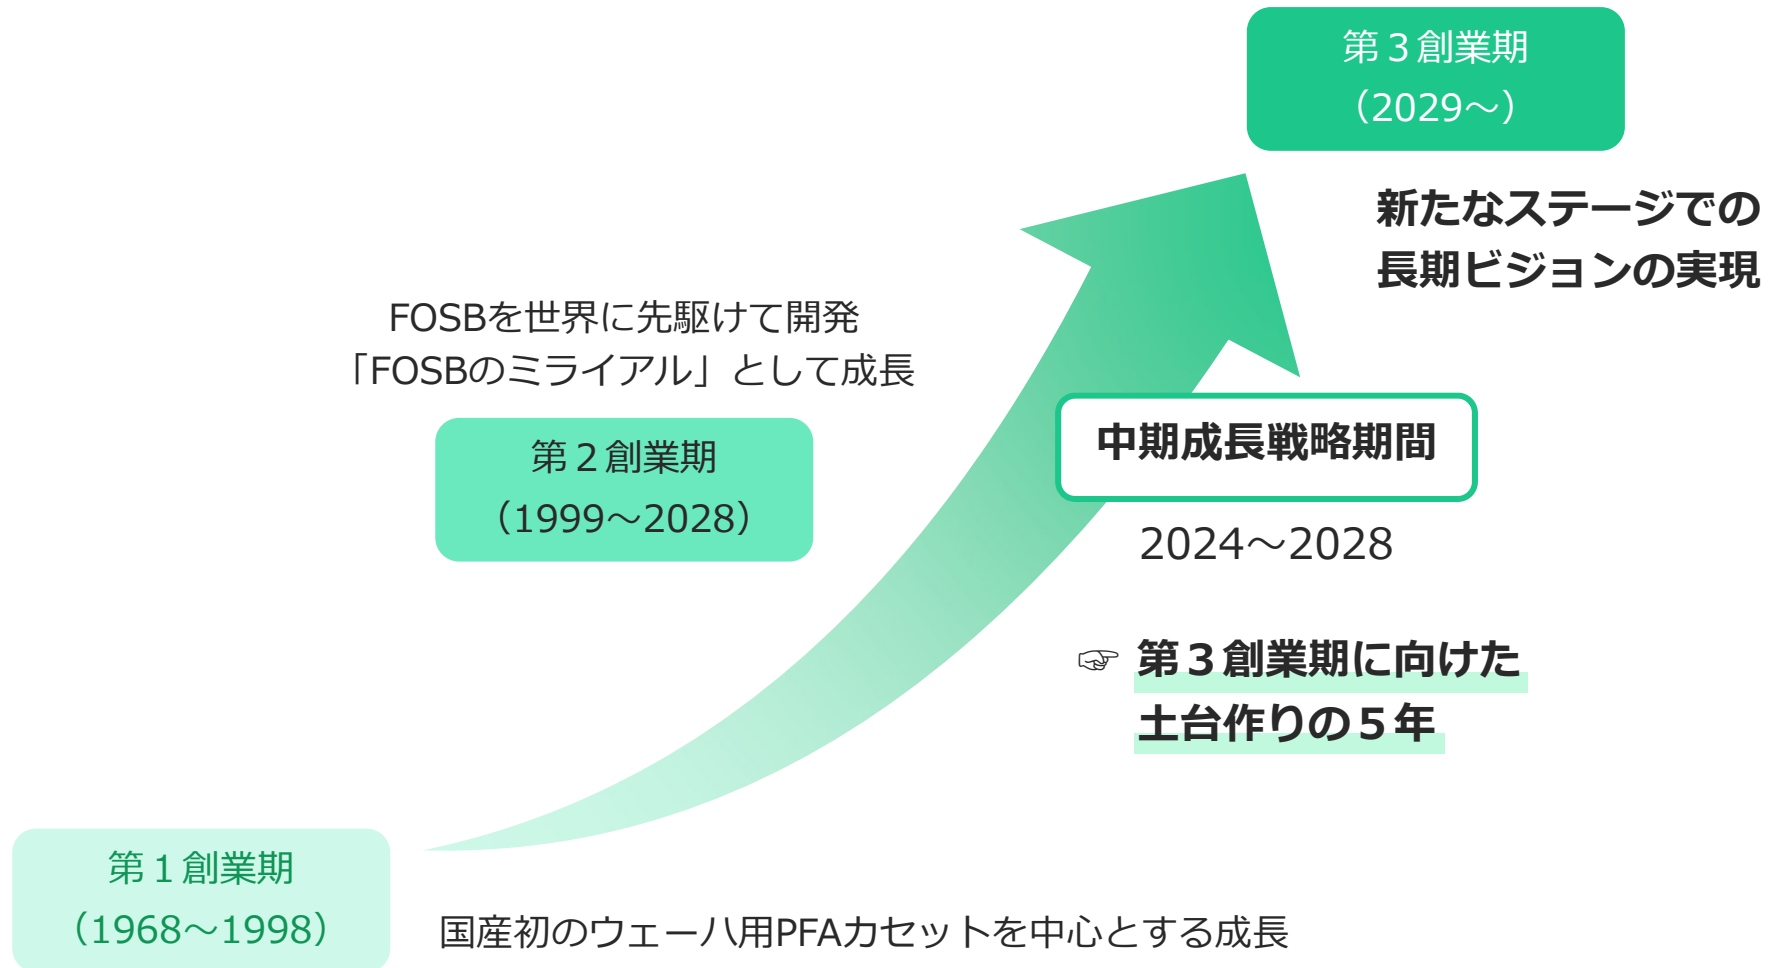 第３創業期
（2029～）
新たなステージでの
長期ビジョンの実現
FOSBを世界に先駆けて開発
「FOSBのミライアル」として成長
第２創業期
（1999～2028）
中期成長戦略期間
2024～2028
☞ 第３創業期に向けた
土台作りの５年
第１創業期
（1968～1998）
国産初のウェーハ用PFAカセットを中心とする成長